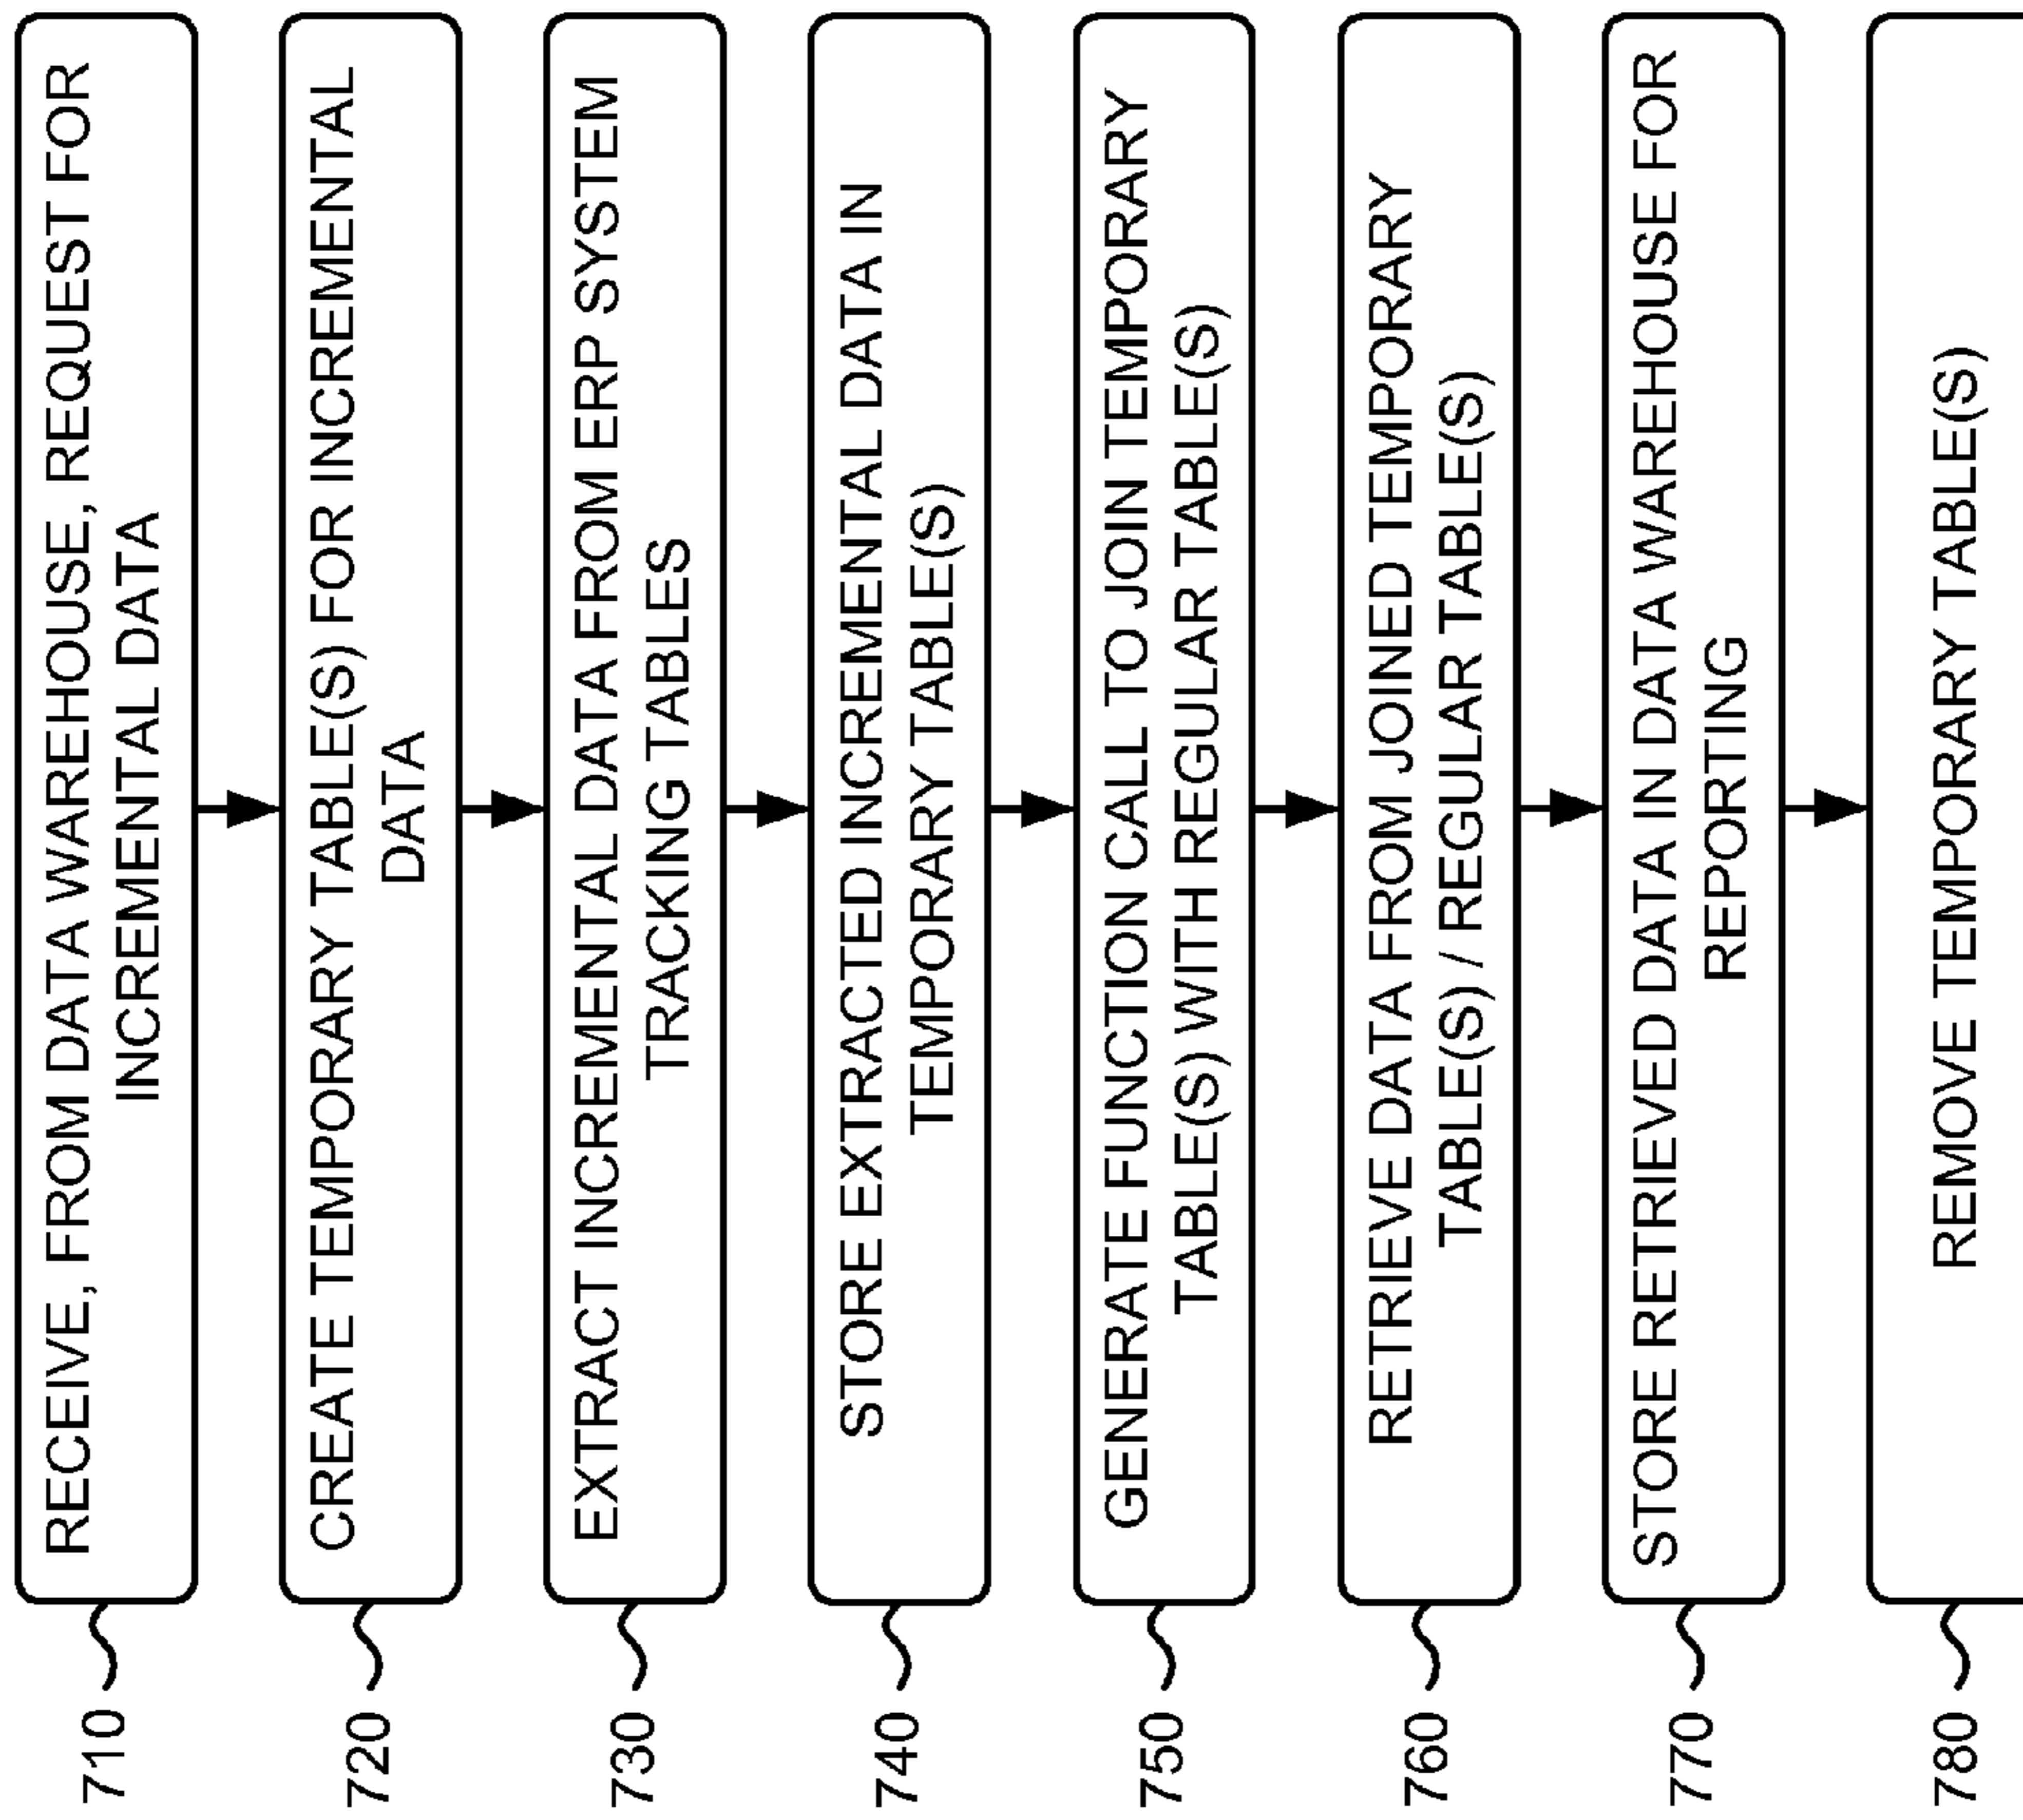 710
RECEIVE, FROM DATA WAREHOUSE, REQUEST FOR
INCREMENTAL DATA
720
CREATE TEMPORARY TABLE(S) FOR INCREMENTAL
DATA
730
EXTRACT INCREMENTAL DATA FROM ERP SYSTEM
TRACKING TABLES
740
STORE EXTRACTED INCREMENTAL DATA IN
TEMPORARY TABLE(S)
750
GENERATE FUNCTION CALL TO JOIN TEMPORARY
TABLE(S) WITH REGULAR TABLE(S)
760
RETRIEVE DATA FROM JOINED TEMPORARY
TABLE(S) / REGULAR TABLE(S)
770
STORE RETRIEVED DATA IN DATA WAREHOUSE FOR
REPORTING
780
REMOVE TEMPORARY TABLE(S)